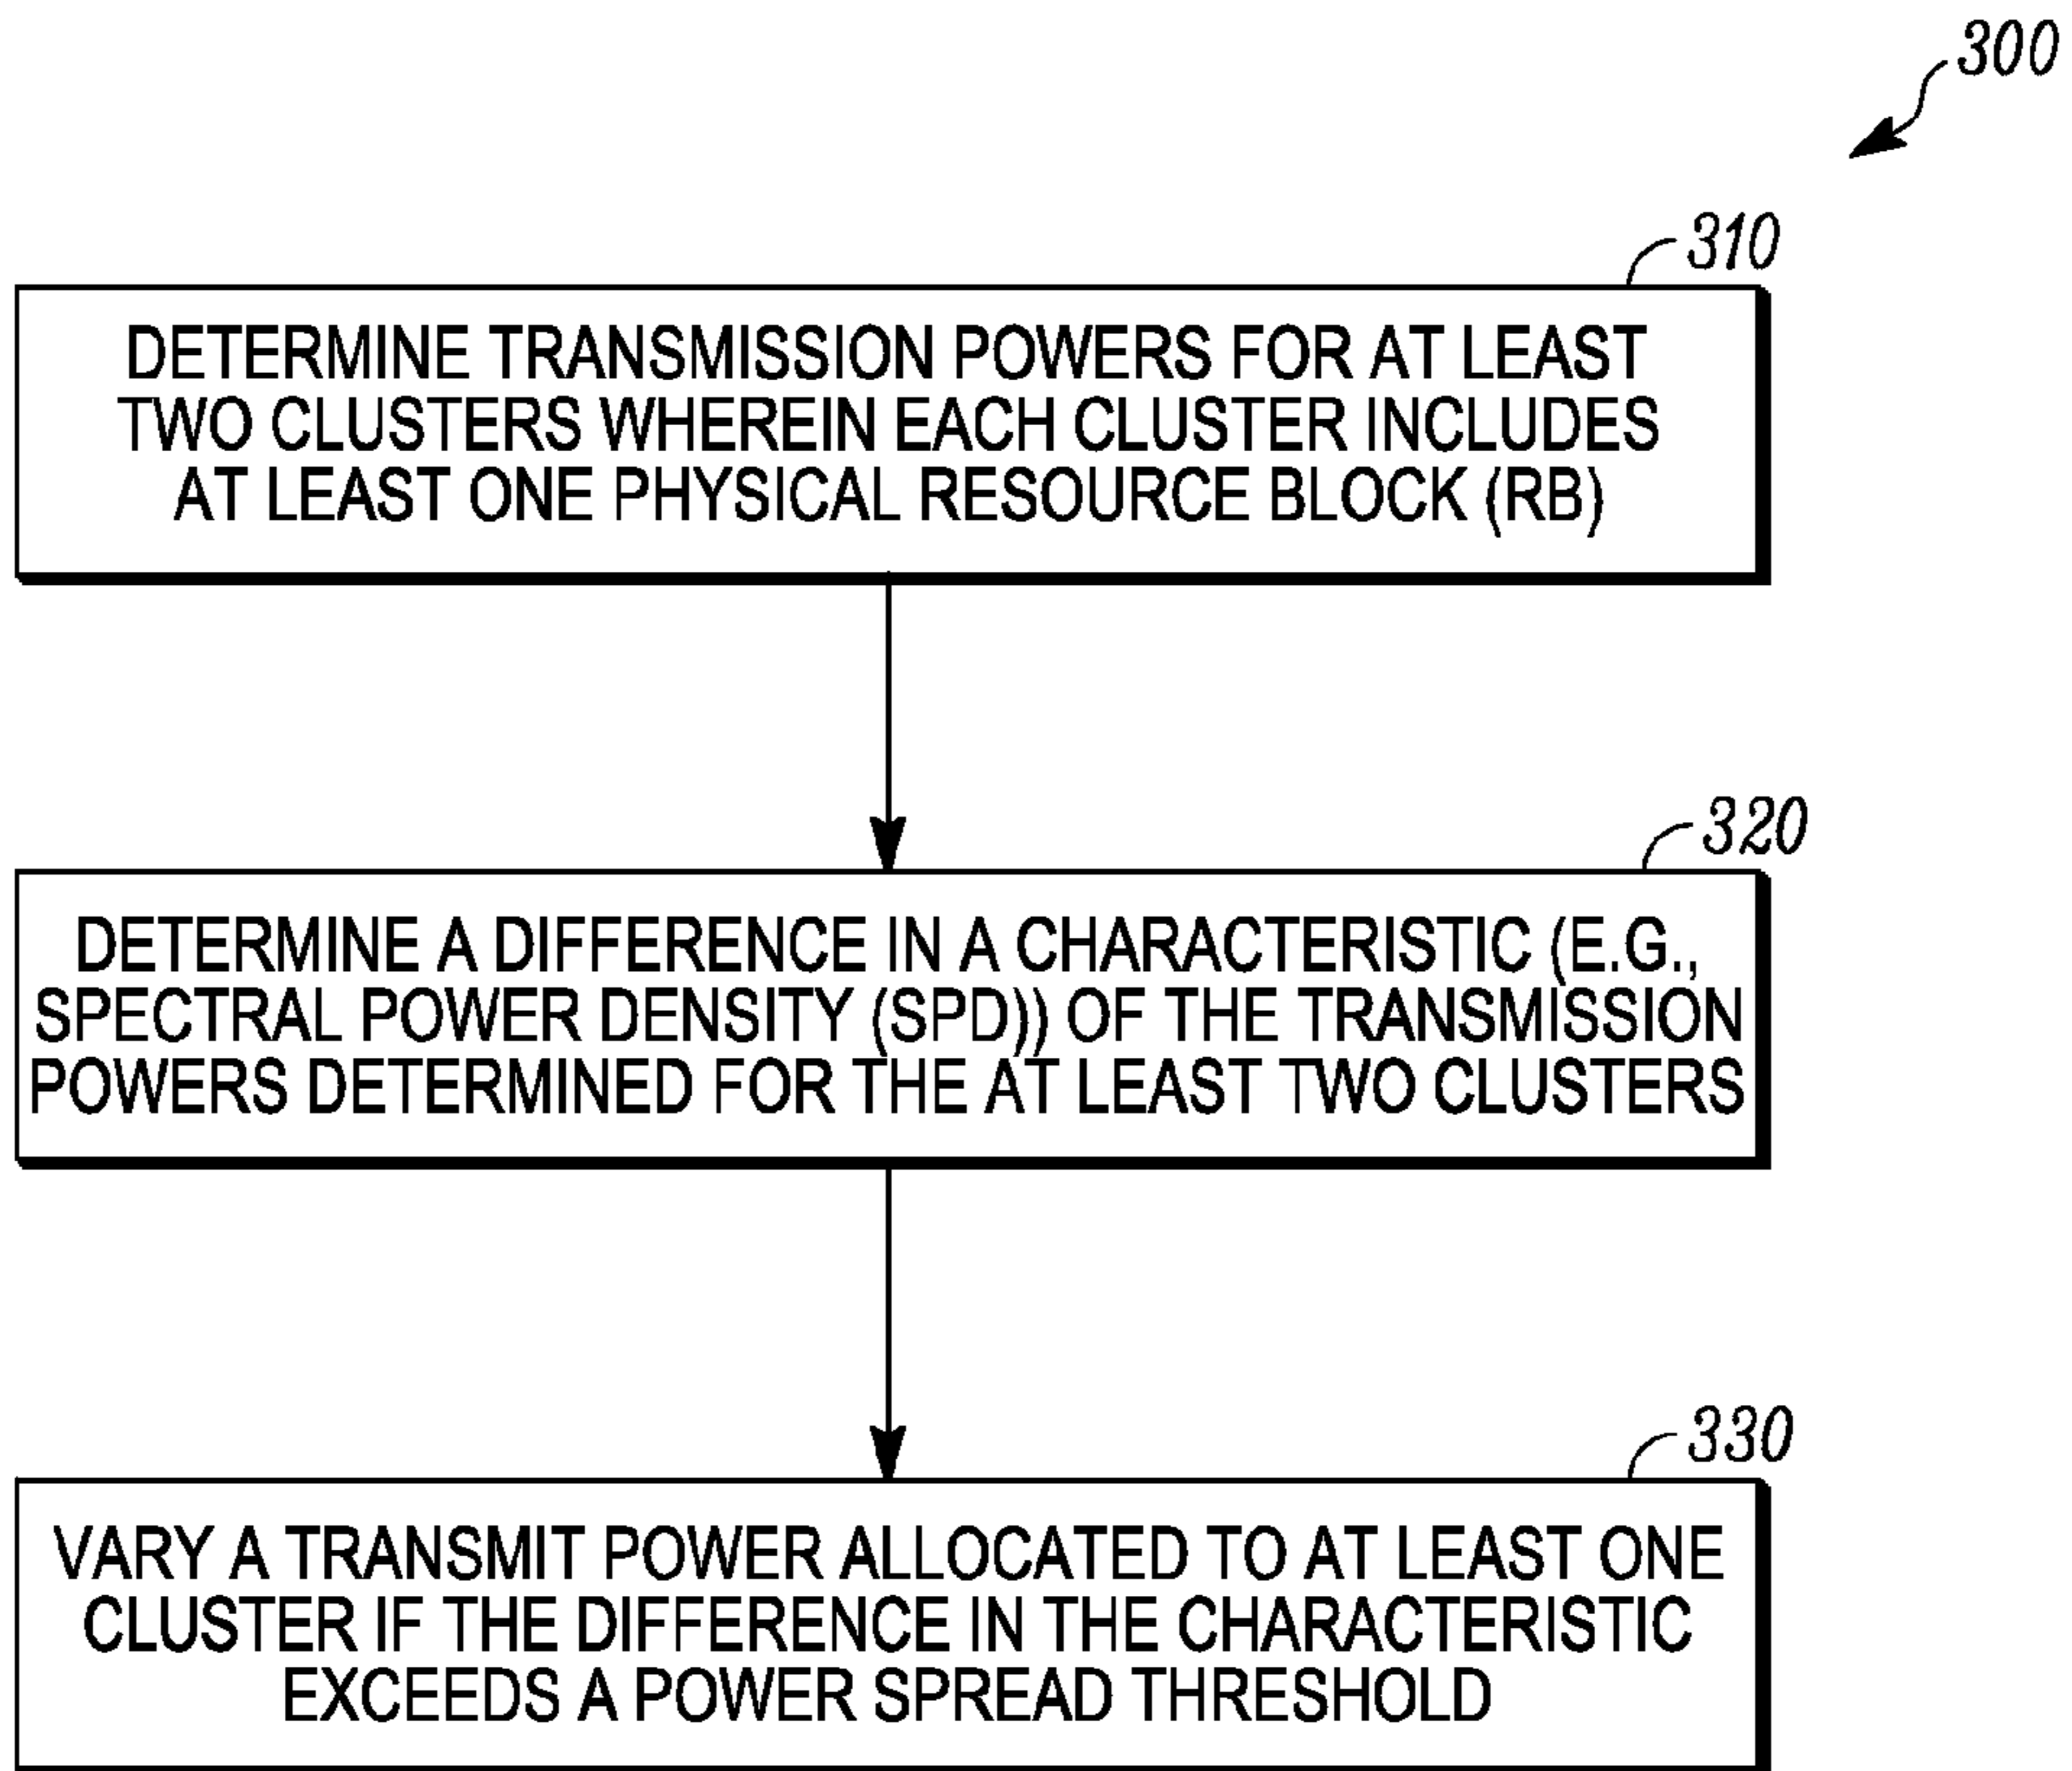 300
310
DETERMINE TRANSMISSION POWERS FOR AT LEAST
TWO CLUSTERS WHEREIN EACH CLUSTER INCLUDES
AT LEAST ONE PHYSICAL RESOURCE BLOCK (RB)
320
DETERMINE A DIFFERENCE IN A CHARACTERISTIC (E.G.,
SPECTRAL POWER DENSITY (SPD)) OF THE TRANSMISSION
POWERS DETERMINED FOR THE AT LEAST TWO CLUSTERS
330
VARY A TRANSMIT POWER ALLOCATED TO AT LEAST ONE
CLUSTER IF THE DIFFERENCE IN THE CHARACTERISTIC
EXCEEDS A POWER SPREAD THRESHOLD